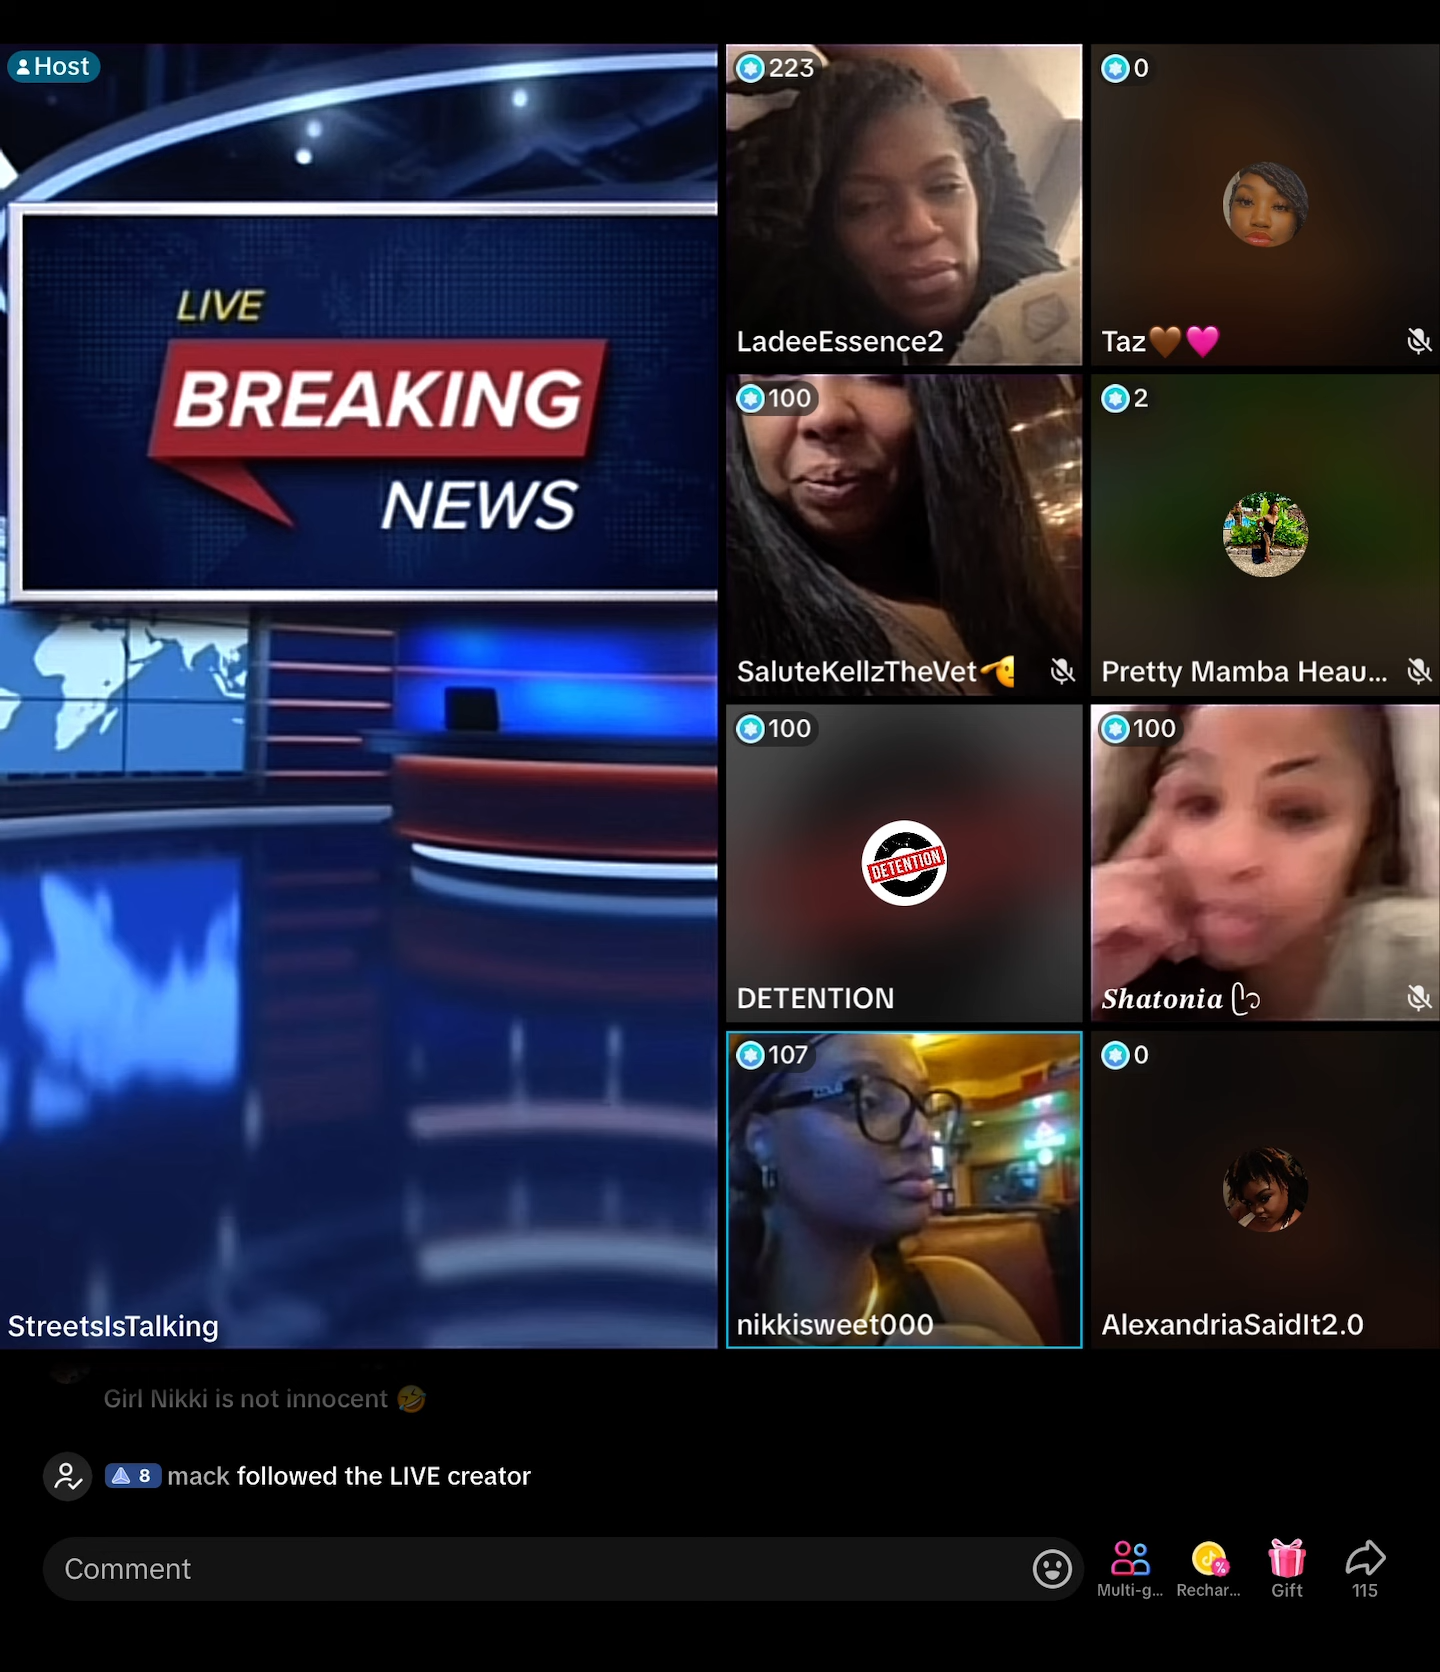 Host
LIVE
BREAKING
NEWS
StreetsIsTalking
223
LadeeEssence2
0
Taz🤎🩷
100
SaluteKellzTheVet🫡
2
Pretty Mamba Heau...
100
DETENTION
DETENTION
100
Shatonia
107
nikkisweet000
0
AlexandriaSaidIt2.0
Girl Nikki is not innocent 🤣
8 mack followed the LIVE creator
Comment
Multi-g...
Rechar...
Gift
115